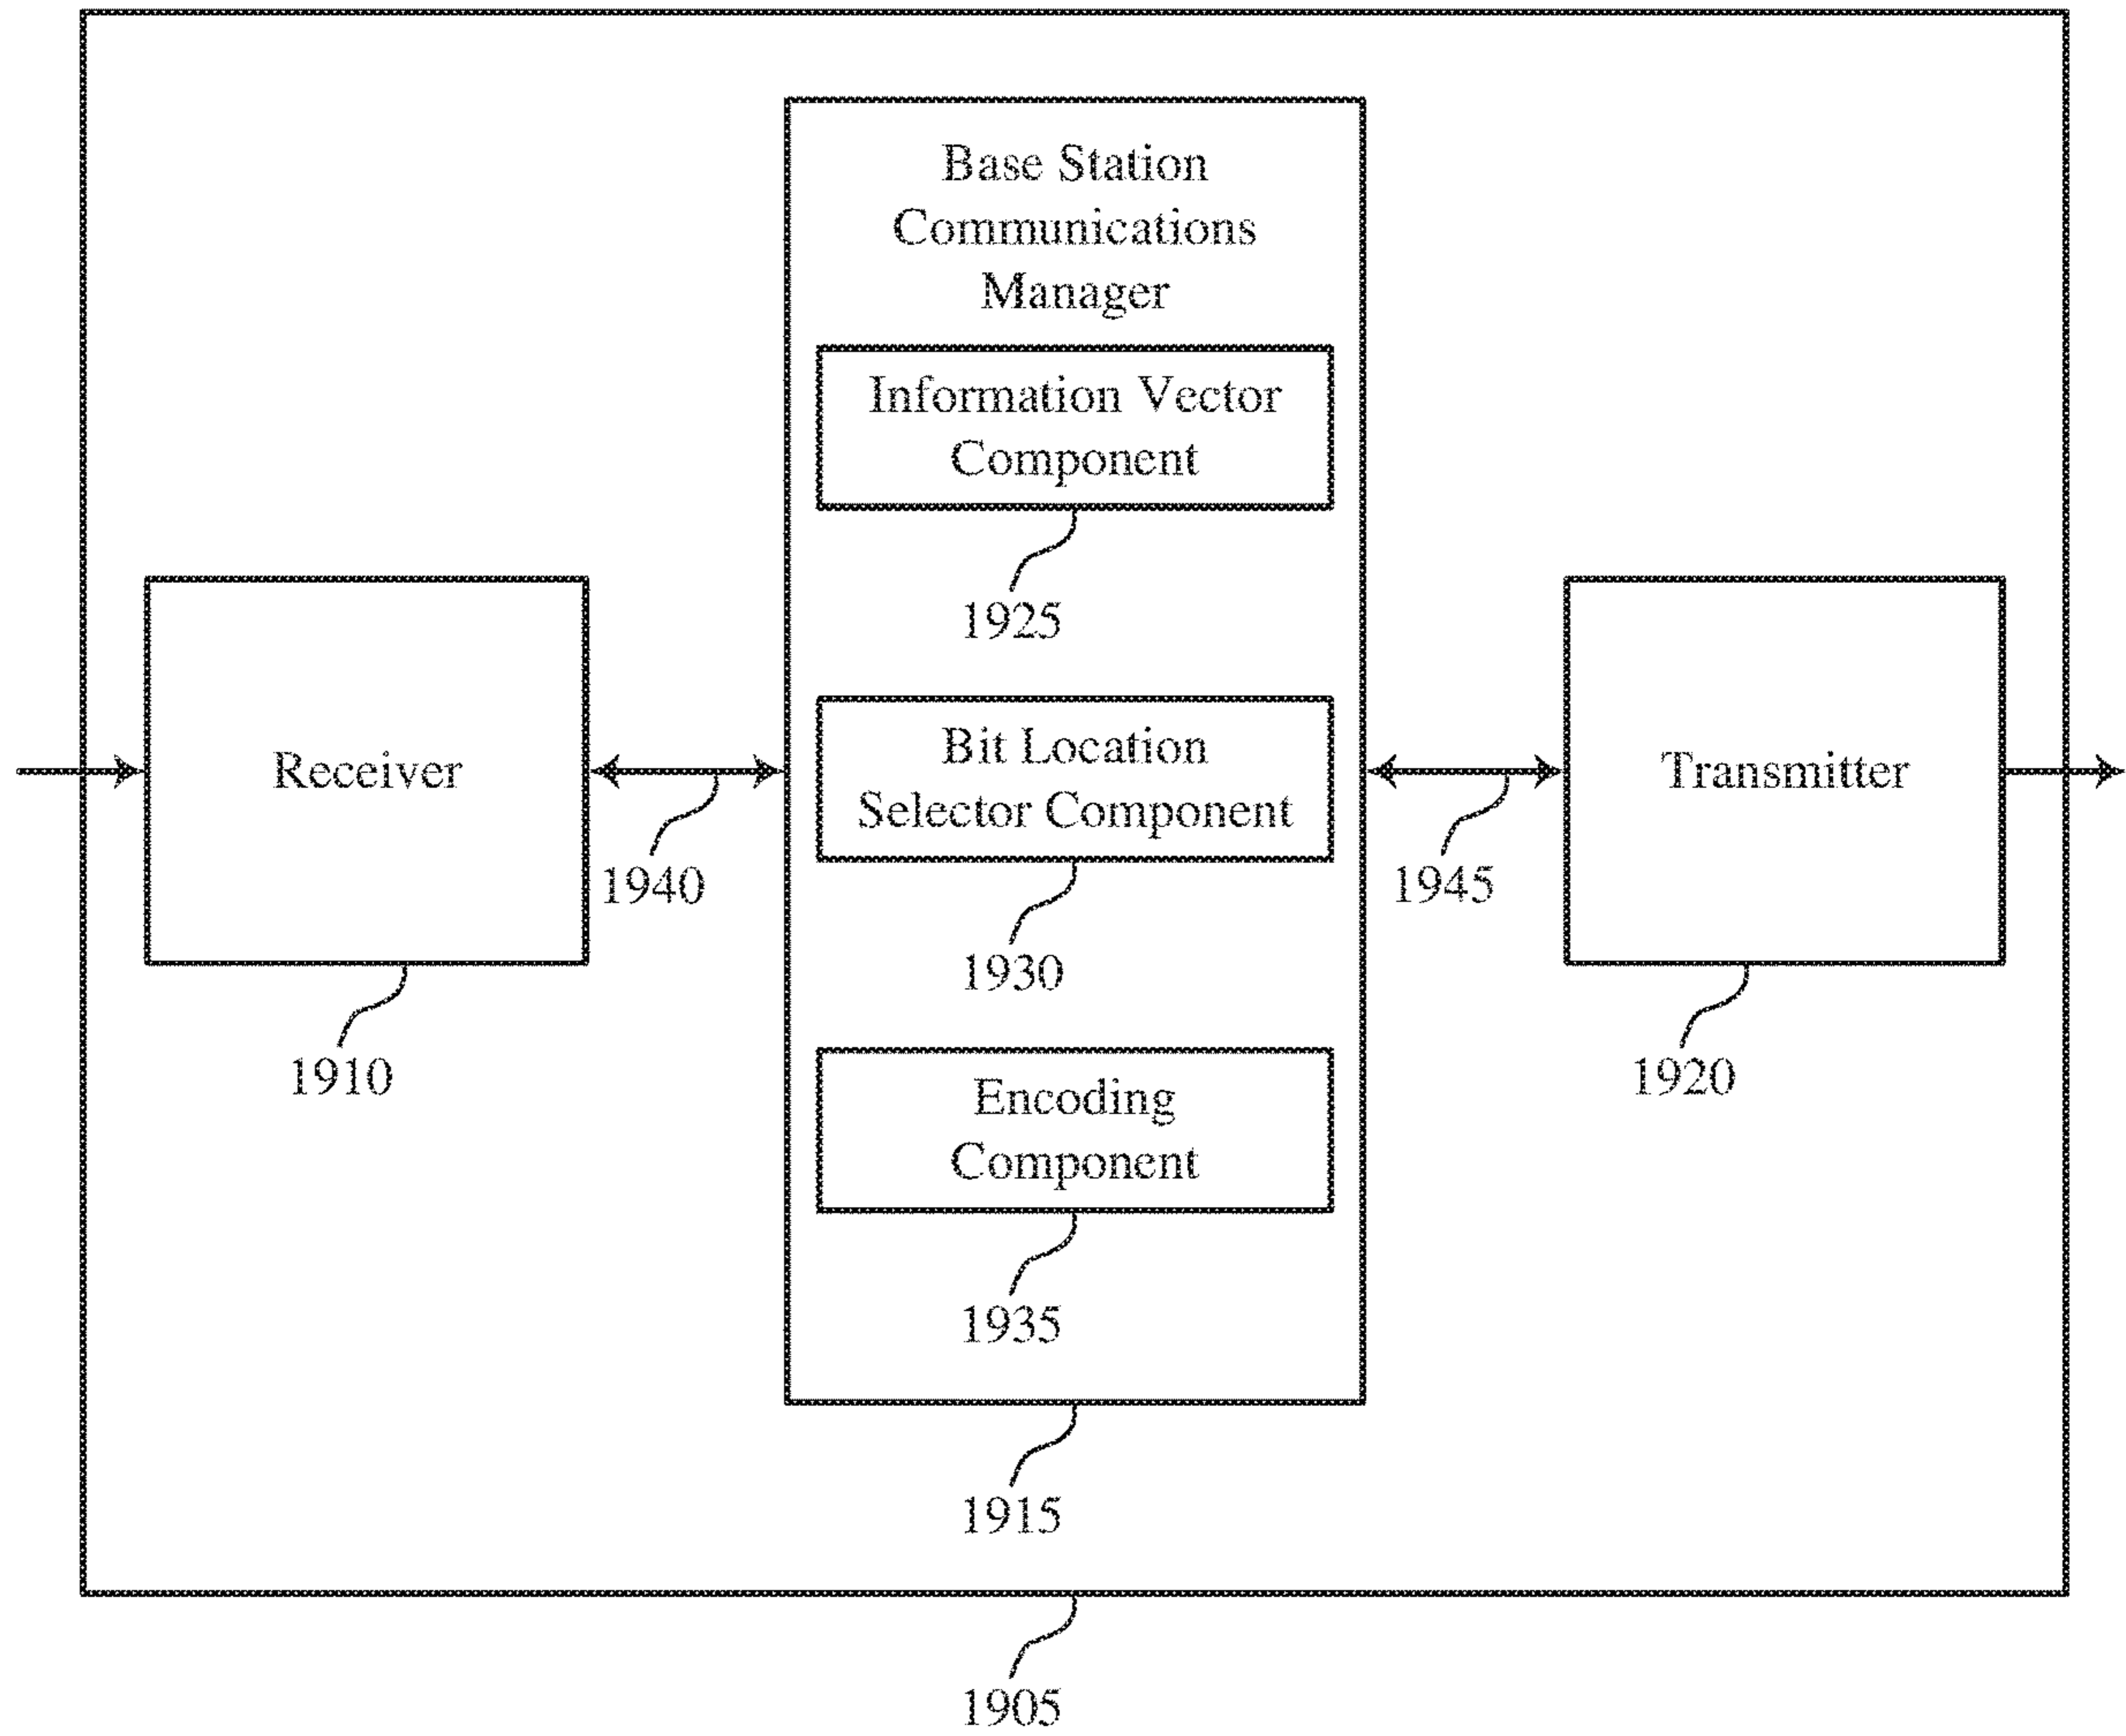 Base Station
Communications
Manager
Information Vector
Component
1925
Receiver
1940
1910
Bit Location
Selector Component
1930
1945
Transmitter
1920
Encoding
Component
1935
1915
1905